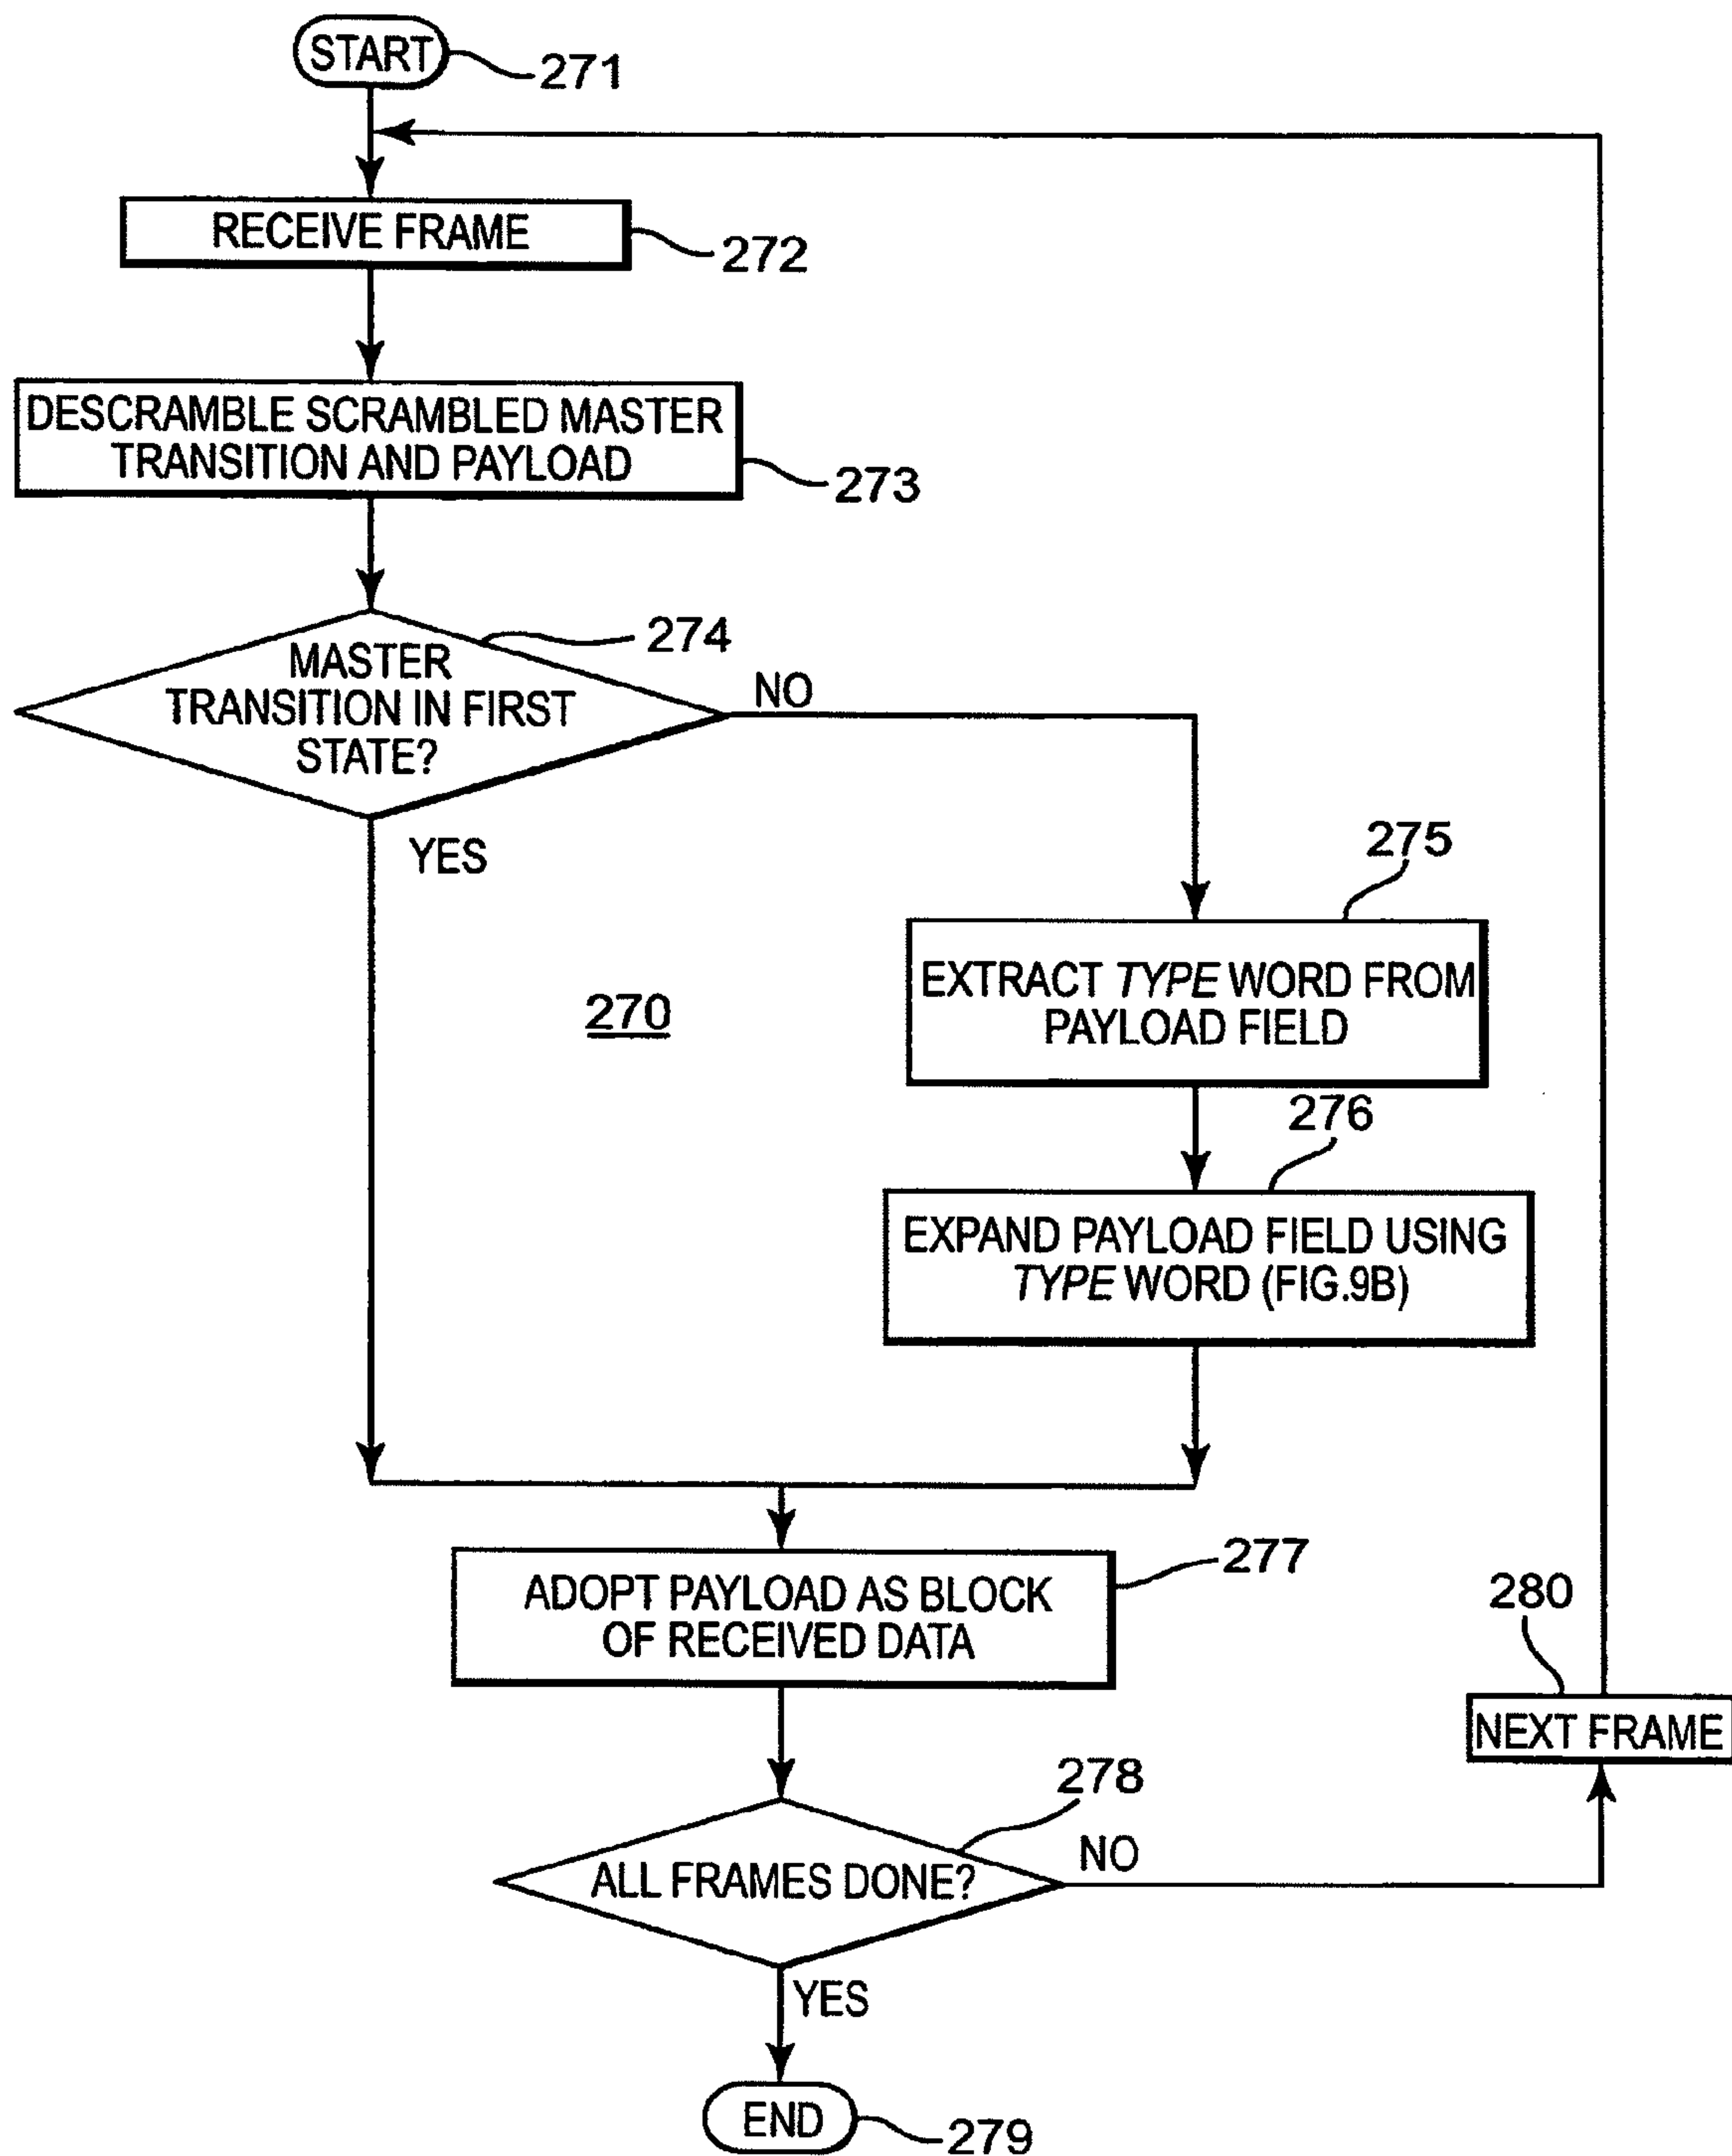 START
271
RECEIVE FRAME
272
DESCRAMBLE SCRAMBLED MASTER
TRANSITION AND PAYLOAD
273
MASTER
TRANSITION IN FIRST
STATE?
274
NO
YES
275
EXTRACT TYPE WORD FROM
PAYLOAD FIELD
270
276
EXPAND PAYLOAD FIELD USING
TYPE WORD (FIG.9B)
ADOPT PAYLOAD AS BLOCK
OF RECEIVED DATA
277
280
NEXT FRAME
278
ALL FRAMES DONE?
NO
YES
END
279